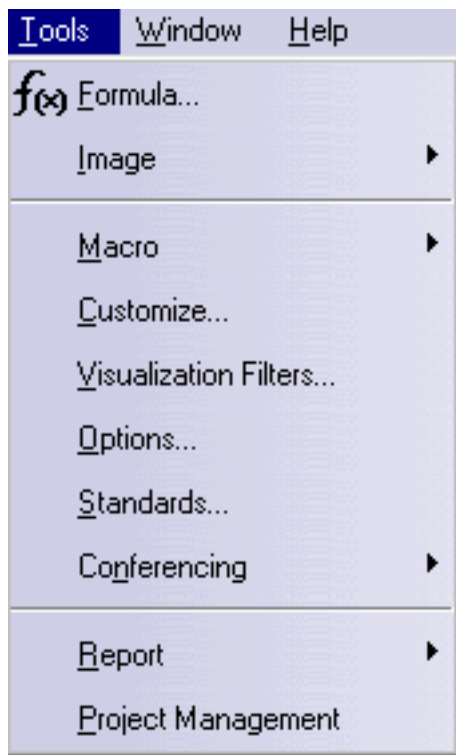 Tools Window Help
f(x) Formula...
Image
Macro
Customize...
Visualization Filters...
Options...
Standards...
Conferencing
Report
Project Management